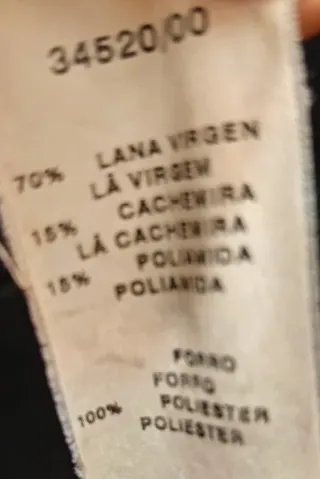 34520/00
70% LANA VIRGEN
LÃ VIRGEM
15% CACHEMIRA
LÃ CACHEMIRA
15% POLIAMIDA
POLIAMIDA
FORRO
FORRO
100% POLIESTER
POLIESTER